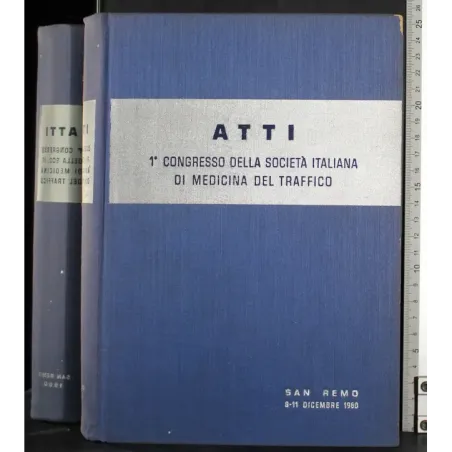 ATTI
1° CONGRESSO DELLA SOCIETÀ ITALIANA
DI MEDICINA DEL TRAFFICO
SAN REMO
8-11 DICEMBRE 1960